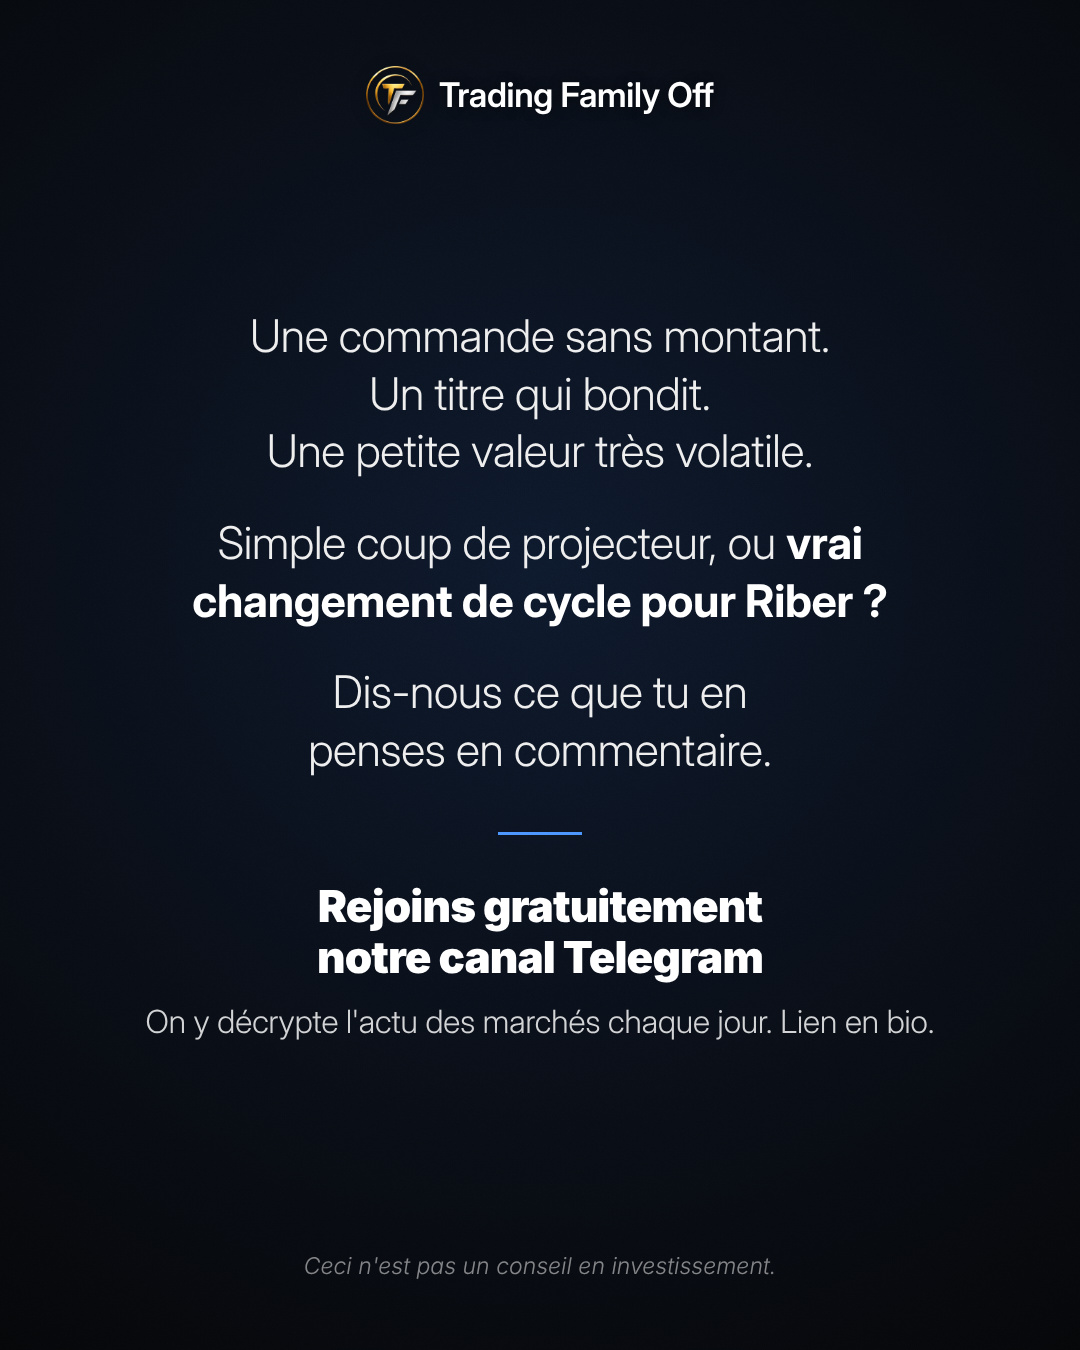 TF Trading Family Off
Une commande sans montant.
Un titre qui bondit.
Une petite valeur très volatile.
Simple coup de projecteur, ou vrai
changement de cycle pour Riber ?
Dis-nous ce que tu en
penses en commentaire.
Rejoins gratuitement
notre canal Telegram
On y décrypte l'actu des marchés chaque jour. Lien en bio.
Ceci n'est pas un conseil en investissement.